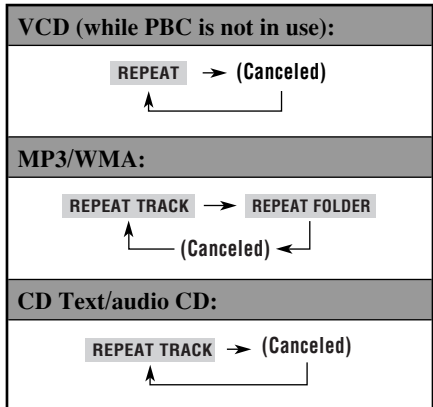 VCD (while PBC is not in use):
REPEAT (Canceled)
MP3/WMA:
REPEAT TRACK REPEAT FOLDER
(Canceled)
CD Text/audio CD:
REPEAT TRACK (Canceled)